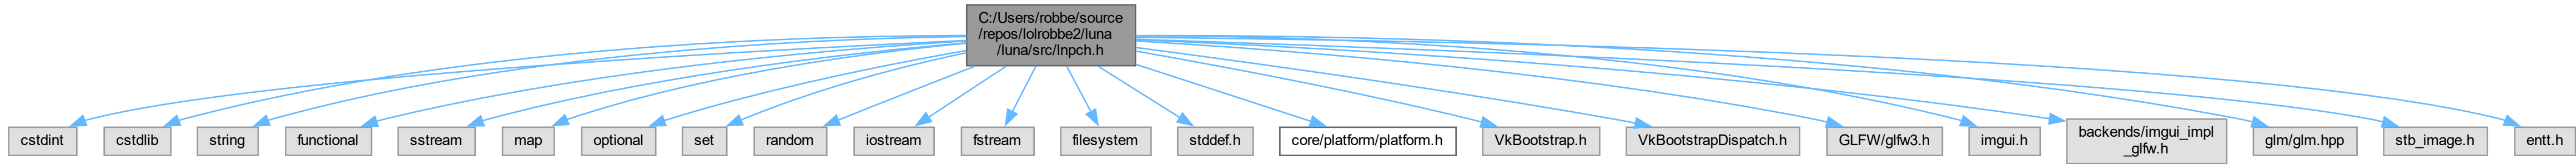 C:/Users/robbe/source
/repos/lolrobbe2/luna
/luna/src/lnpch.h
cstdint
cstdlib
string
functional
sstream
map
optional
set
random
iostream
fstream
filesystem
stddef.h
core/platform/platform.h
VkBootstrap.h
VkBootstrapDispatch.h
GLFW/glfw3.h
imgui.h
backends/imgui_impl
_glfw.h
glm/glm.hpp
stb_image.h
entt.h